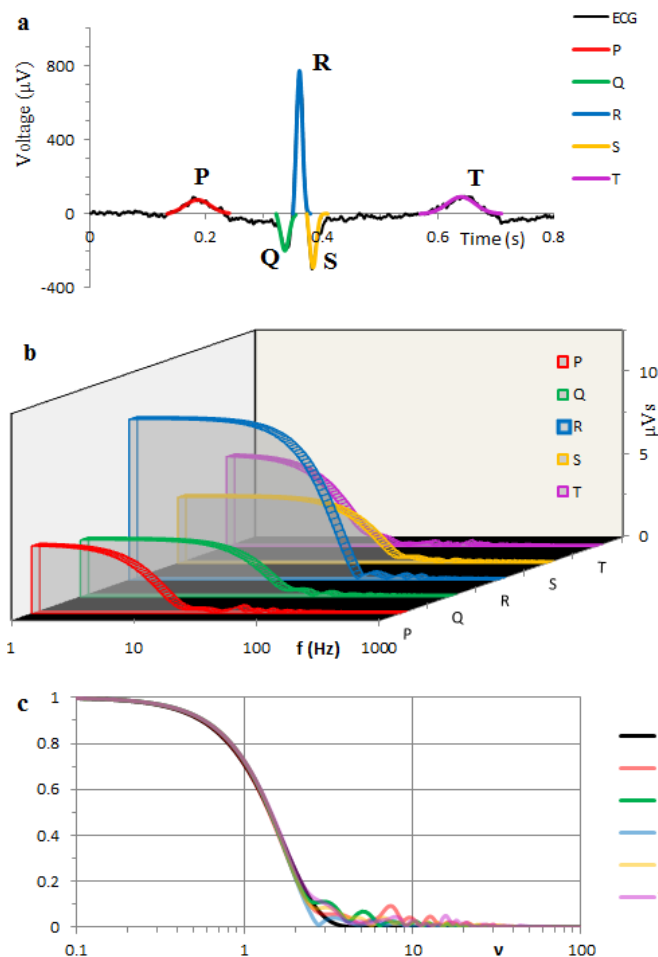 a
ECG
P
Q
R
S
T
Voltage (µV)
800
400
0
-400
0
0.2
0.4
0.6
0.8
Time (s)
P
Q
R
S
T
b
P
Q
R
S
T
10
5
0
µVs
1
10
100
1000
f (Hz)
P
Q
R
S
T
c
1
0.8
0.6
0.4
0.2
0
0.1
1
10
100
ν